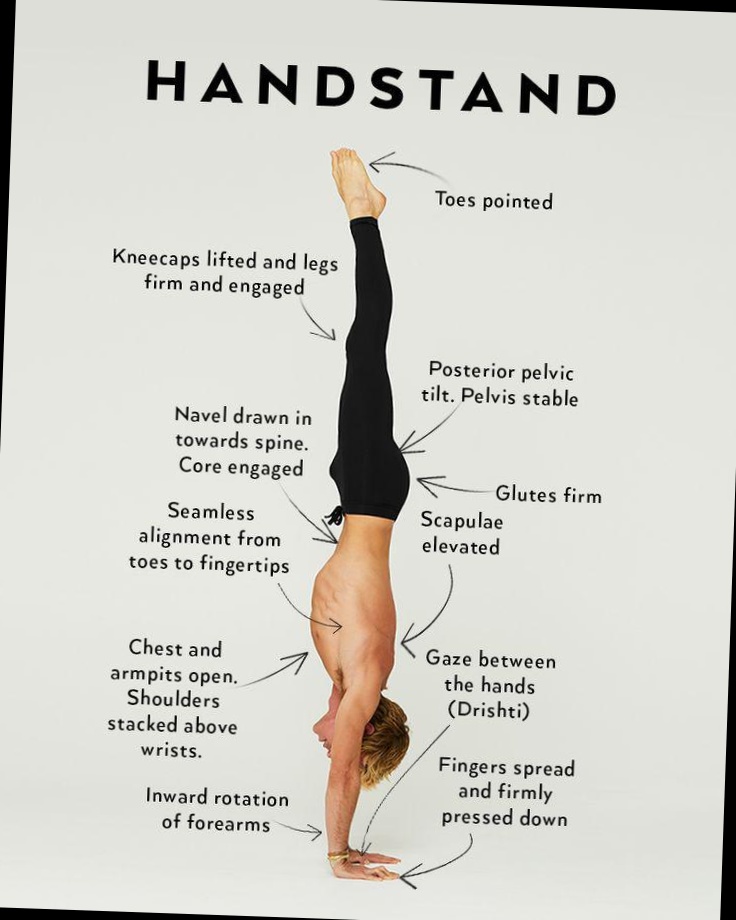 HANDSTAND
Toes pointed
Kneecaps lifted and legs
firm and engaged
Posterior pelvic
tilt. Pelvis stable
Navel drawn in
towards spine.
Core engaged
Glutes firm
Seamless
alignment from
toes to fingertips
Scapulae
elevated
Chest and
armpits open.
Shoulders
stacked above
wrists.
Gaze between
the hands
(Drishti)
Fingers spread
and firmly
pressed down
Inward rotation
of forearms